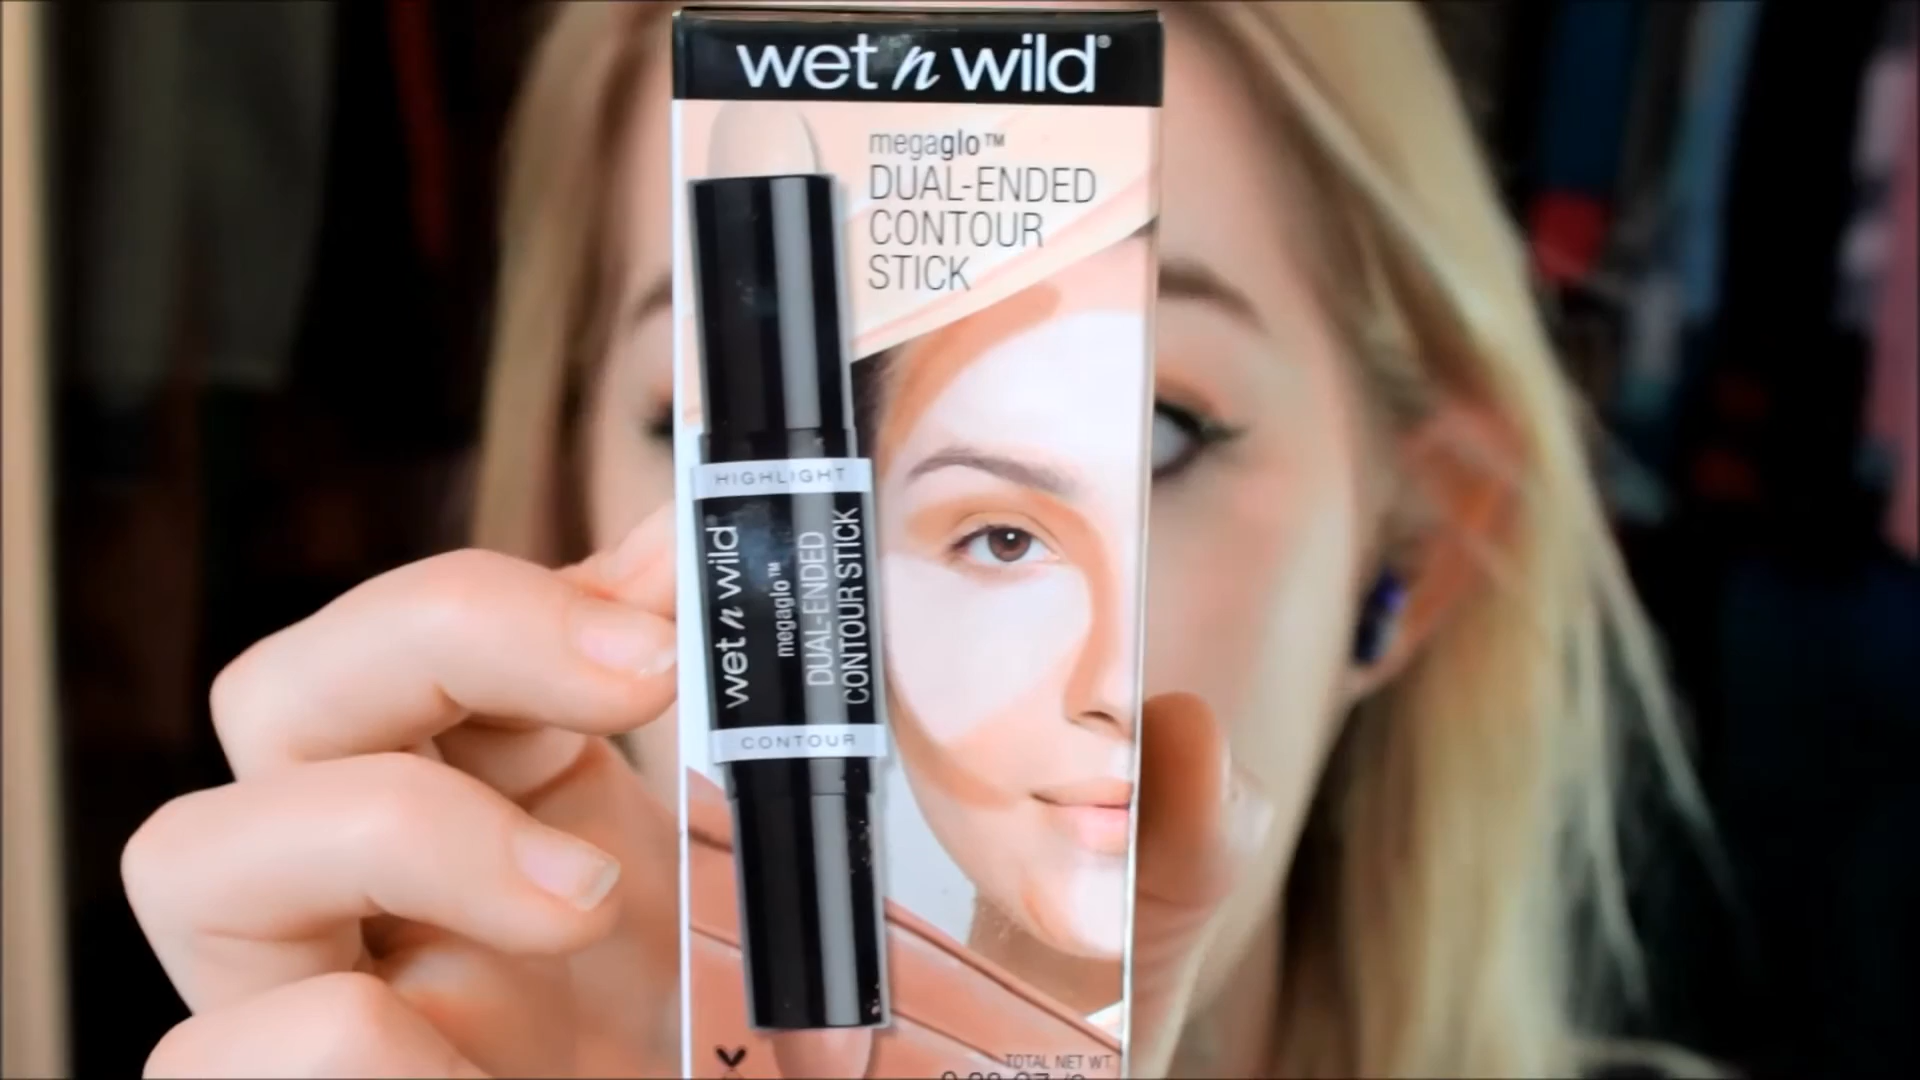 wet n wild®
megaglo™
DUAL-ENDED
CONTOUR
STICK
HIGHLIGHT
wet n wild®
megaglo™
DUAL-ENDED
CONTOUR STICK
CONTOUR
TOTAL NET WT.